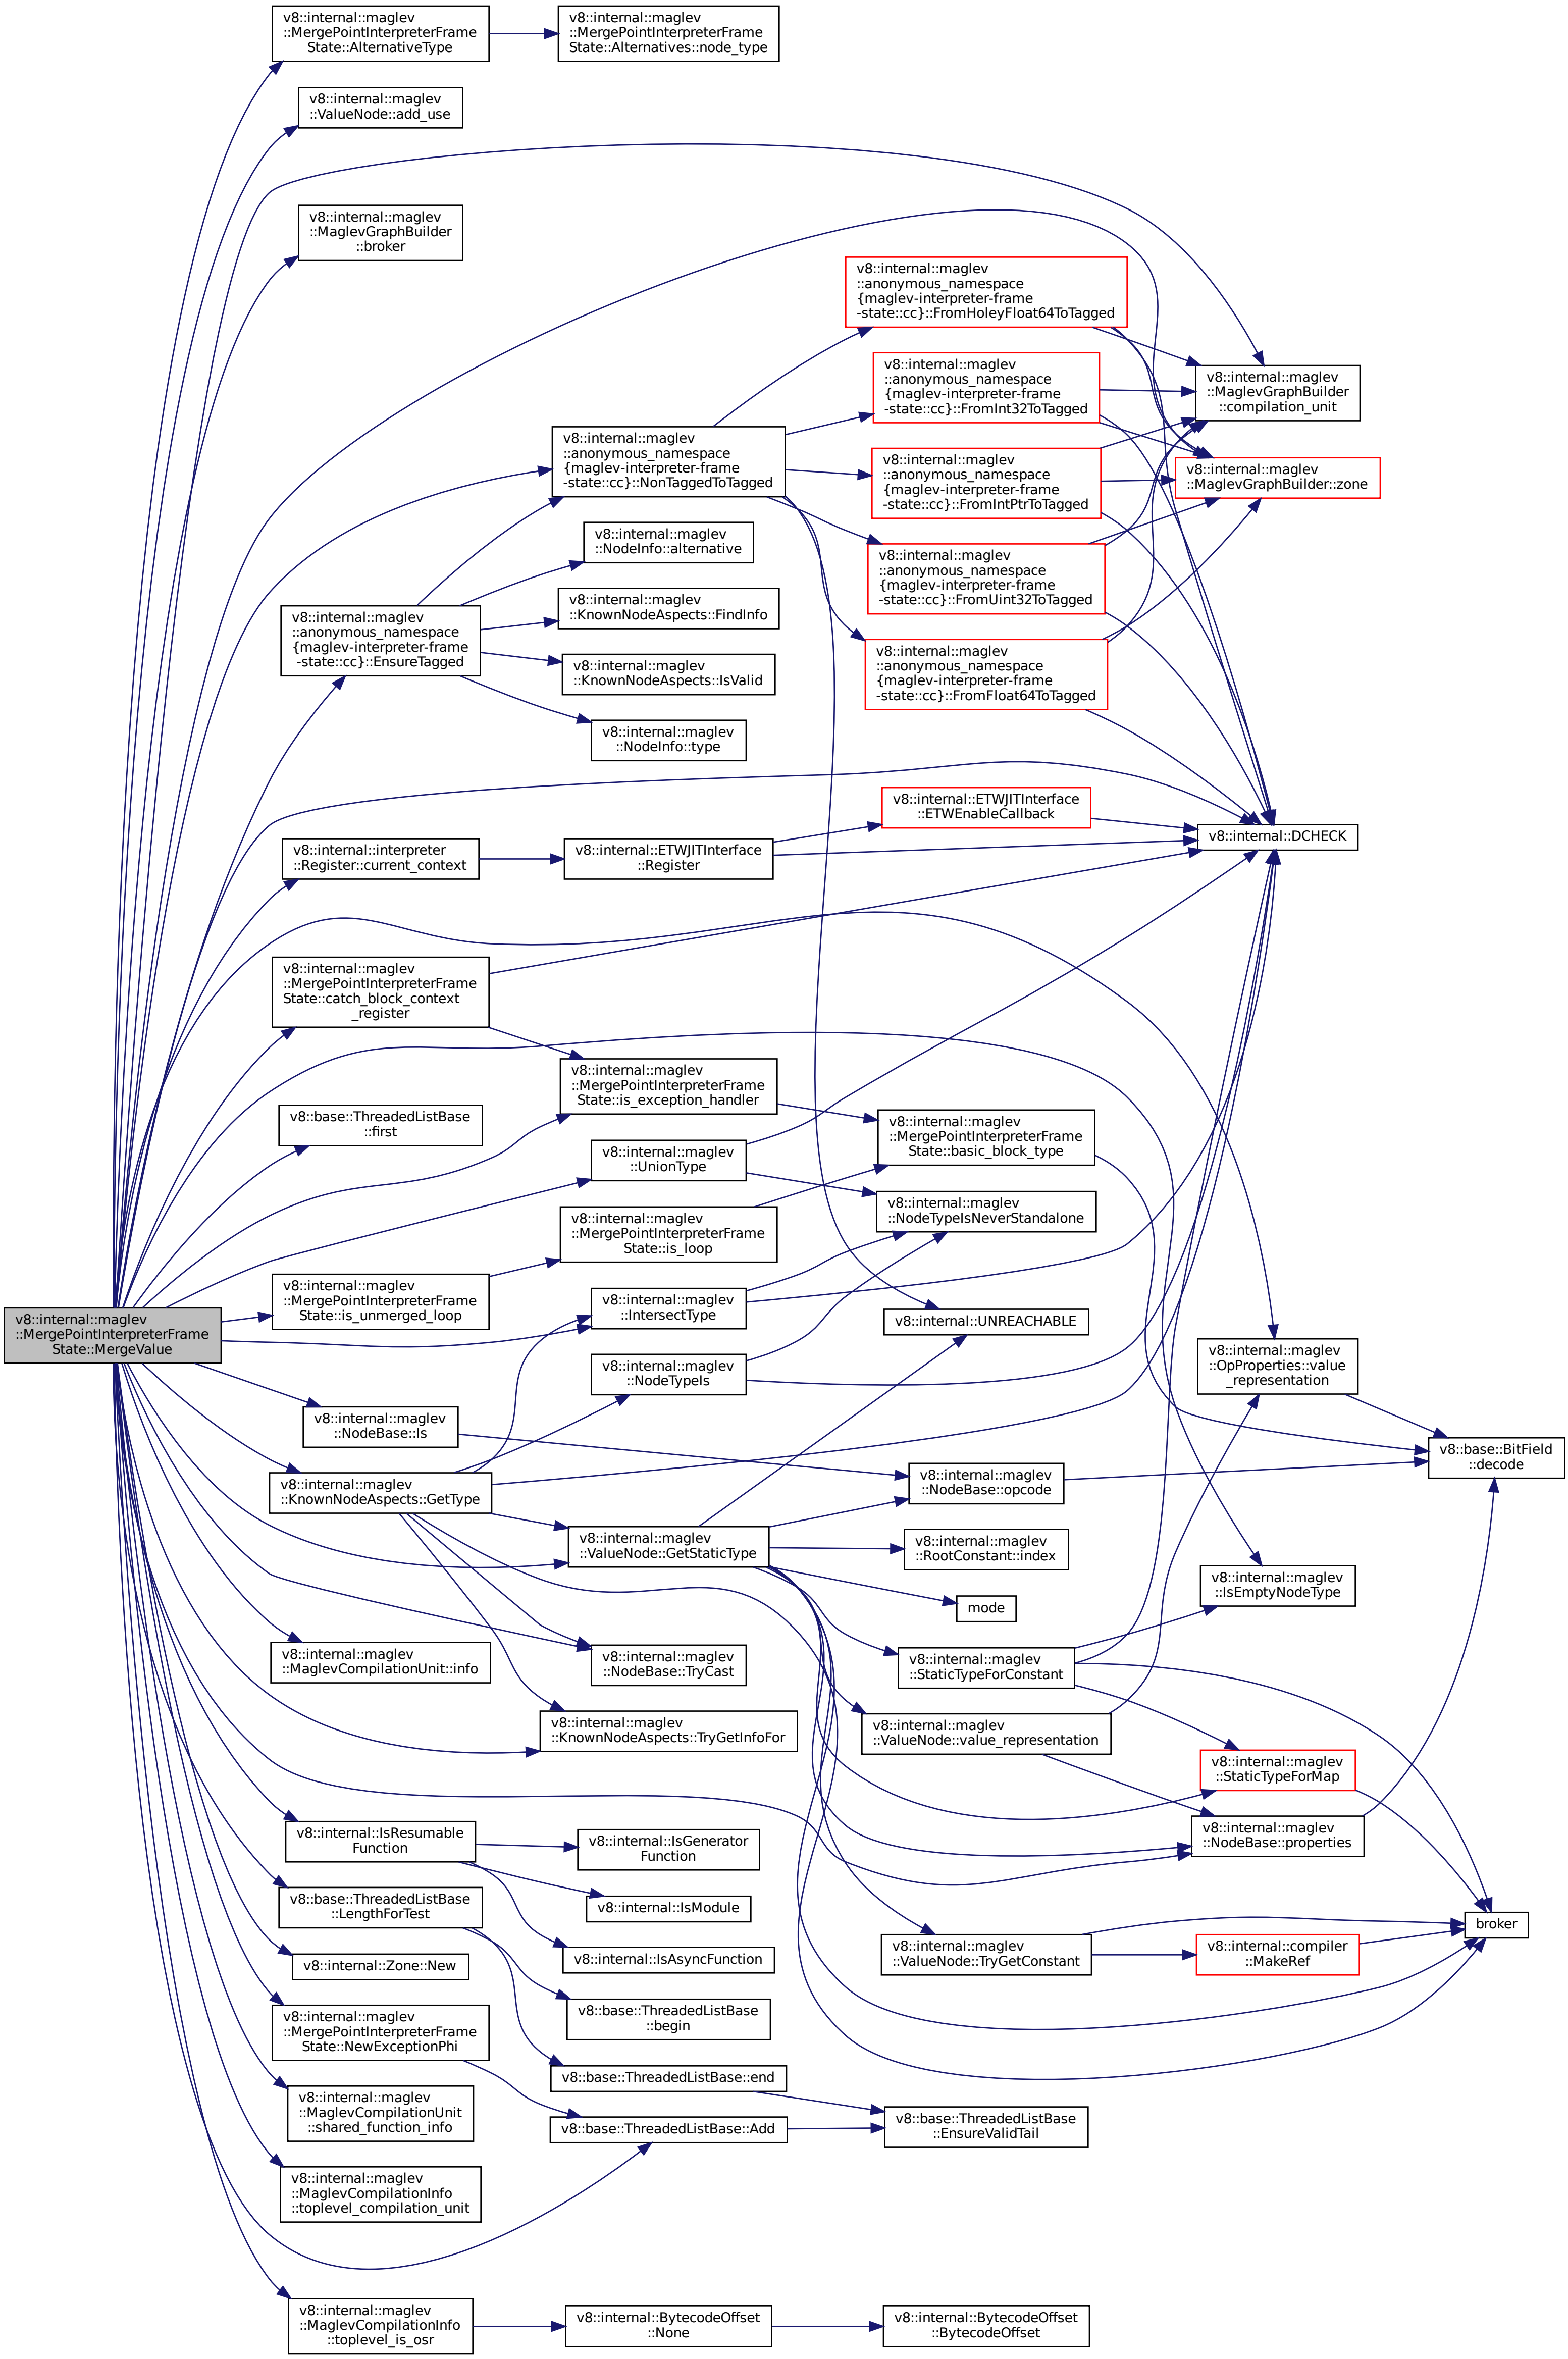 v8::internal::maglev
::MergePointInterpreterFrame
State::AlternativeType
v8::internal::maglev
::MergePointInterpreterFrame
State::Alternatives::node_type
v8::internal::maglev
::ValueNode::add_use
v8::internal::maglev
::MaglevGraphBuilder
::broker
v8::internal::maglev
::anonymous_namespace
{maglev-interpreter-frame
-state::cc}::FromHoleyFloat64ToTagged
v8::internal::maglev
::anonymous_namespace
{maglev-interpreter-frame
-state::cc}::FromInt32ToTagged
v8::internal::maglev
::MaglevGraphBuilder
::compilation_unit
v8::internal::maglev
::anonymous_namespace
{maglev-interpreter-frame
-state::cc}::NonTaggedToTagged
v8::internal::maglev
::anonymous_namespace
{maglev-interpreter-frame
-state::cc}::FromIntPtrToTagged
v8::internal::maglev
::MaglevGraphBuilder::zone
v8::internal::maglev
::NodeInfo::alternative
v8::internal::maglev
::anonymous_namespace
{maglev-interpreter-frame
-state::cc}::FromUint32ToTagged
v8::internal::maglev
::KnownNodeAspects::FindInfo
v8::internal::maglev
::anonymous_namespace
{maglev-interpreter-frame
-state::cc}::EnsureTagged
v8::internal::maglev
::KnownNodeAspects::IsValid
v8::internal::maglev
::anonymous_namespace
{maglev-interpreter-frame
-state::cc}::FromFloat64ToTagged
v8::internal::maglev
::NodeInfo::type
v8::internal::ETWJITInterface
::ETWEnableCallback
v8::internal::DCHECK
v8::internal::interpreter
::Register::current_context
v8::internal::ETWJITInterface
::Register
v8::internal::maglev
::MergePointInterpreterFrame
State::catch_block_context
_register
v8::internal::maglev
::MergePointInterpreterFrame
State::is_exception_handler
v8::base::ThreadedListBase
::first
v8::internal::maglev
::MergePointInterpreterFrame
State::basic_block_type
v8::internal::maglev
::UnionType
v8::internal::maglev
::NodeTypeIsNeverStandalone
v8::internal::maglev
::MergePointInterpreterFrame
State::is_loop
v8::internal::maglev
::MergePointInterpreterFrame
State::is_unmerged_loop
v8::internal::maglev
::IntersectType
v8::internal::UNREACHABLE
v8::internal::maglev
::MergePointInterpreterFrame
State::MergeValue
v8::internal::maglev
::NodeTypeIs
v8::internal::maglev
::OpProperties::value
_representation
v8::internal::maglev
::NodeBase::Is
v8::base::BitField
::decode
v8::internal::maglev
::KnownNodeAspects::GetType
v8::internal::maglev
::NodeBase::opcode
v8::internal::maglev
::ValueNode::GetStaticType
v8::internal::maglev
::RootConstant::index
v8::internal::maglev
::IsEmptyNodeType
mode
v8::internal::maglev
::MaglevCompilationUnit::info
v8::internal::maglev
::NodeBase::TryCast
v8::internal::maglev
::StaticTypeForConstant
v8::internal::maglev
::KnownNodeAspects::TryGetInfoFor
v8::internal::maglev
::ValueNode::value_representation
v8::internal::maglev
::StaticTypeForMap
v8::internal::IsResumable
Function
v8::internal::IsGenerator
Function
v8::internal::maglev
::NodeBase::properties
v8::base::ThreadedListBase
::LengthForTest
v8::internal::IsModule
broker
v8::internal::Zone::New
v8::internal::IsAsyncFunction
v8::internal::maglev
::ValueNode::TryGetConstant
v8::internal::compiler
::MakeRef
v8::internal::maglev
::MergePointInterpreterFrame
State::NewExceptionPhi
v8::base::ThreadedListBase
::begin
v8::base::ThreadedListBase::end
v8::internal::maglev
::MaglevCompilationUnit
::shared_function_info
v8::base::ThreadedListBase::Add
v8::base::ThreadedListBase
::EnsureValidTail
v8::internal::maglev
::MaglevCompilationInfo
::toplevel_compilation_unit
v8::internal::maglev
::MaglevCompilationInfo
::toplevel_is_osr
v8::internal::BytecodeOffset
::None
v8::internal::BytecodeOffset
::BytecodeOffset